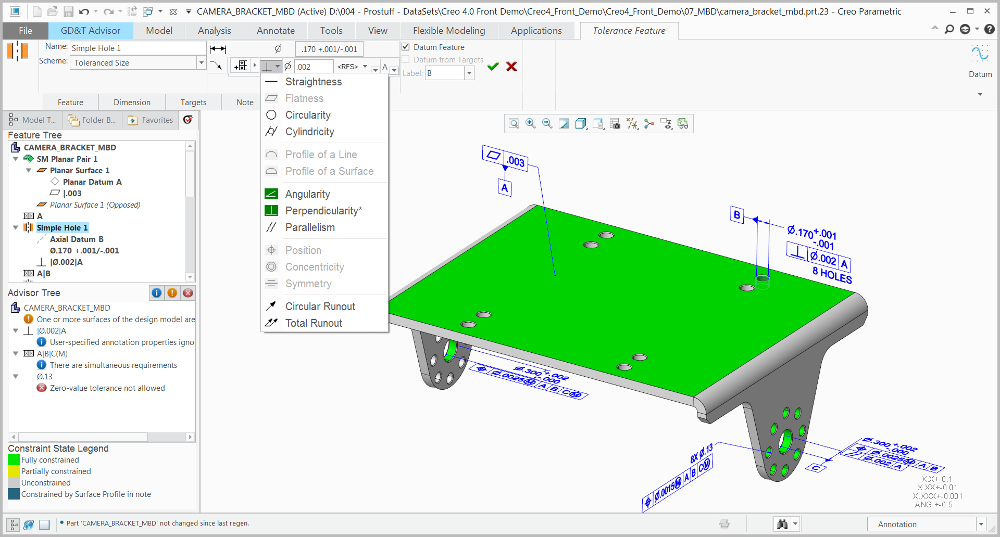 CAMERA_BRACKET_MBD (Active) D:\004 - Prostuff - DataSets\Creo 4.0 Front Demo\Creo4_Front_Demo\Creo4_Front_Demo\07_MBD\camera_bracket_mbd.prt.23 - Creo Parametric
File GD&T Advisor Model Analysis Annotate Tools View Flexible Modeling Applications Tolerance Feature
Name: Simple Hole 1
Scheme: Toleranced Size
Ø .170 +.001/-.001
Ø .002 <RFS> A
Datum Feature
Datum from Targets
Label: B
Datum
Feature Dimension Targets Note
Straightness
Flatness
Circularity
Cylindricity
Profile of a Line
Profile of a Surface
Angularity
Perpendicularity*
Parallelism
Position
Concentricity
Symmetry
Circular Runout
Total Runout
Model T... Folder B... Favorites
Feature Tree
CAMERA_BRACKET_MBD
SM Planar Pair 1
Planar Surface 1
Planar Datum A
|.003
Planar Surface 1 (Opposed)
A
Simple Hole 1
Axial Datum B
Ø.170 +.001/-.001
|Ø.002|A
A|B
Advisor Tree
CAMERA_BRACKET_MBD
One or more surfaces of the design model are
|Ø.002|A
User-specified annotation properties igno
A|B|C(M)
There are simultaneous requirements
Ø.13
Zero-value tolerance not allowed
Constraint State Legend
Fully constrained
Partially constrained
Unconstrained
Constrained by Surface Profile in note
.003
A
B
Ø.170+.001
-.001
⊥ Ø.002 A
8 HOLES
Ø.300 +.002
-.000
⌖ Ø.0025Ⓜ A B CⓂ
8X Ø.13
⌖ Ø.0015Ⓜ A B CⓂ
Ø.300 +.002
-.000
⌖ Ø.0025Ⓜ A B
// Ø.002 A
C
X.X+-0.1
X.XX+-0.01
X.XXX+-0.001
ANG.+-0.5
Part 'CAMERA_BRACKET_MBD' not changed since last regen.
Annotation